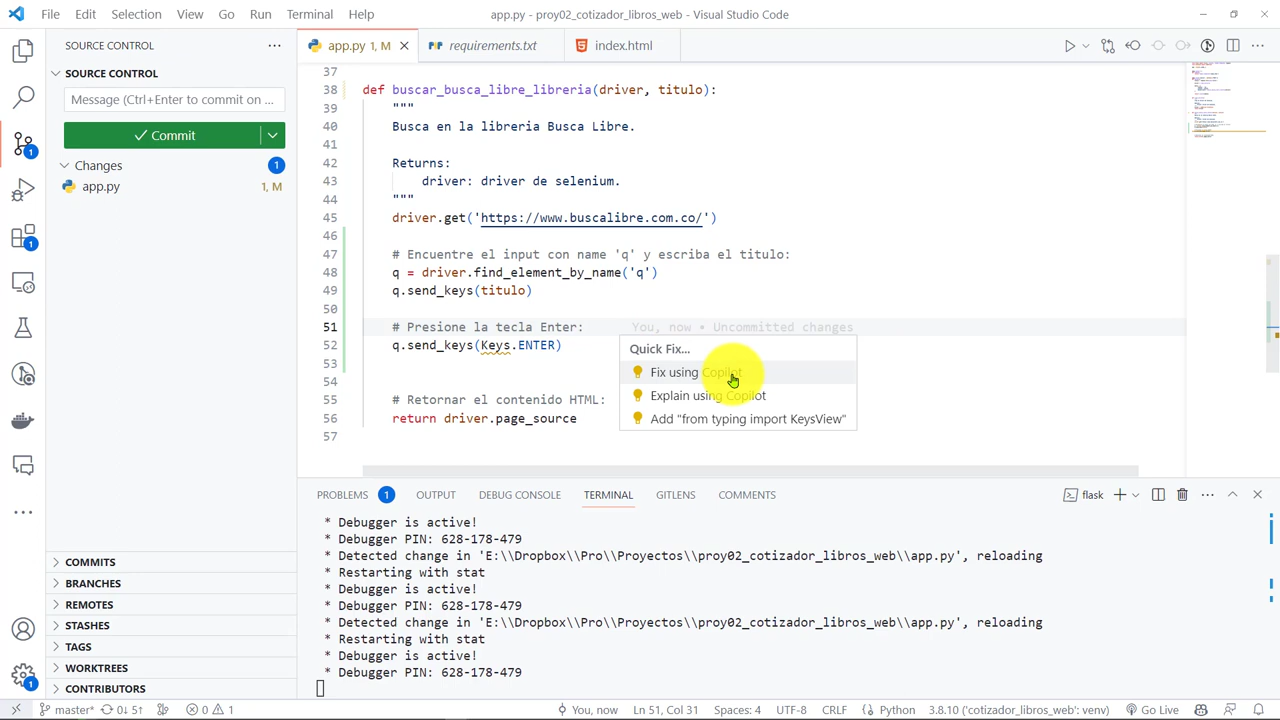 File Edit Selection View Go Run Terminal Help
app.py - proy02_cotizador_libros_web - Visual Studio Code
SOURCE CONTROL
SOURCE CONTROL
Message (Ctrl+Enter to commit on ...
Commit
Changes 1
app.py 1, M
COMMITS
BRANCHES
REMOTES
STASHES
TAGS
WORKTREES
CONTRIBUTORS
1
1
1
app.py 1, M
requirements.txt
index.html
37
38 def buscar_busca_libre_libreria(driver, titulo):
39 """
40 Busca en la librería BuscaLibre.
41
42 Returns:
43 driver: driver de selenium.
44 """
45 driver.get('https://www.buscalibre.com.co/')
46
47 # Encuentre el input con name 'q' y escriba el titulo:
48 q = driver.find_element_by_name('q')
49 q.send_keys(titulo)
50
51 # Presione la tecla Enter: You, now • Uncommitted changes
52 q.send_keys(Keys.ENTER)
53
54
55 # Retornar el contenido HTML:
56 return driver.page_source
57
Quick Fix...
Fix using Copilot
Explain using Copilot
Add "from typing import KeysView"
PROBLEMS 1 OUTPUT DEBUG CONSOLE TERMINAL GITLENS COMMENTS
flask
* Debugger is active!
* Debugger PIN: 628-178-479
* Detected change in 'E:\\Dropbox\\Pro\\Proyectos\\proy02_cotizador_libros_web\\app.py', reloading
* Restarting with stat
* Debugger is active!
* Debugger PIN: 628-178-479
* Detected change in 'E:\\Dropbox\\Pro\\Proyectos\\proy02_cotizador_libros_web\\app.py', reloading
* Restarting with stat
* Debugger is active!
* Debugger PIN: 628-178-479
master* 0↓ 5↑ 0 1 You, now Ln 51, Col 31 Spaces: 4 UTF-8 CRLF Python 3.8.10 ('cotizador_libros_web': venv) Go Live